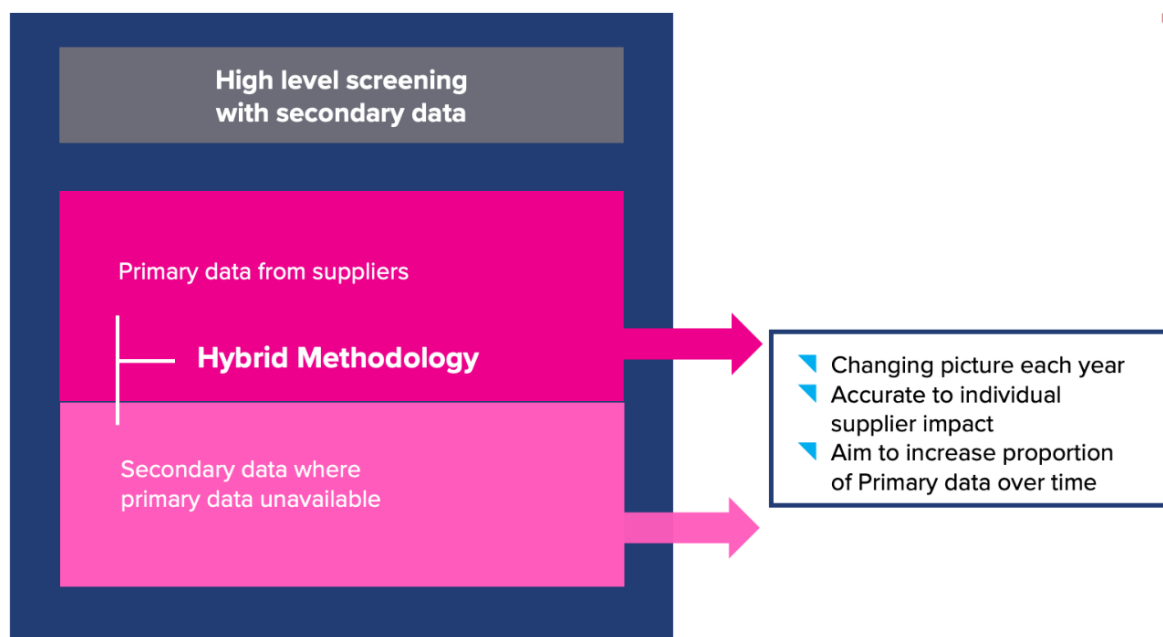 High level screening
with secondary data
Primary data from suppliers
Hybrid Methodology
Secondary data where
primary data unavailable
Changing picture each year
Accurate to individual
supplier impact
Aim to increase proportion
of Primary data over time